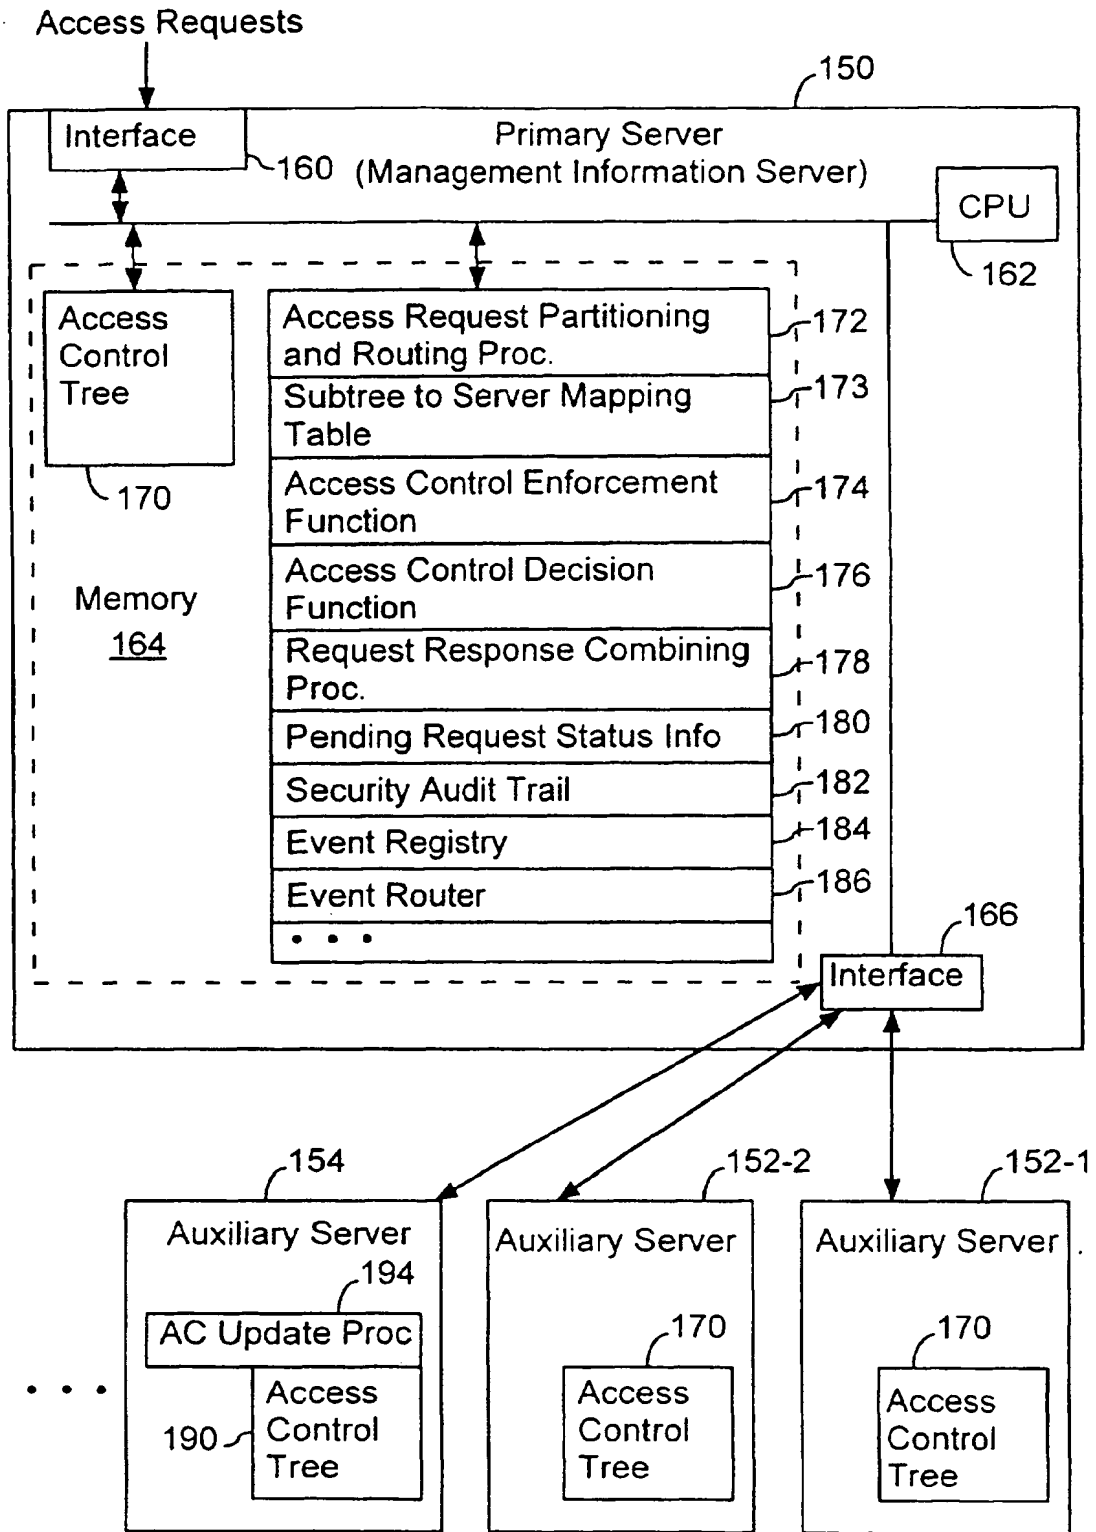 Access Requests
150
Interface
160
Primary Server
(Management Information Server)
CPU
162
Access
Control
Tree
170
Memory
164
Access Request Partitioning
and Routing Proc.
172
Subtree to Server Mapping
Table
173
Access Control Enforcement
Function
174
Access Control Decision
Function
176
Request Response Combining
Proc.
178
Pending Request Status Info
180
Security Audit Trail
182
Event Registry
184
Event Router
186
• • •
166
Interface
154
Auxiliary Server
194
AC Update Proc
190
Access
Control
Tree
152-2
Auxiliary Server
170
Access
Control
Tree
152-1
Auxiliary Server
170
Access
Control
Tree
• • •